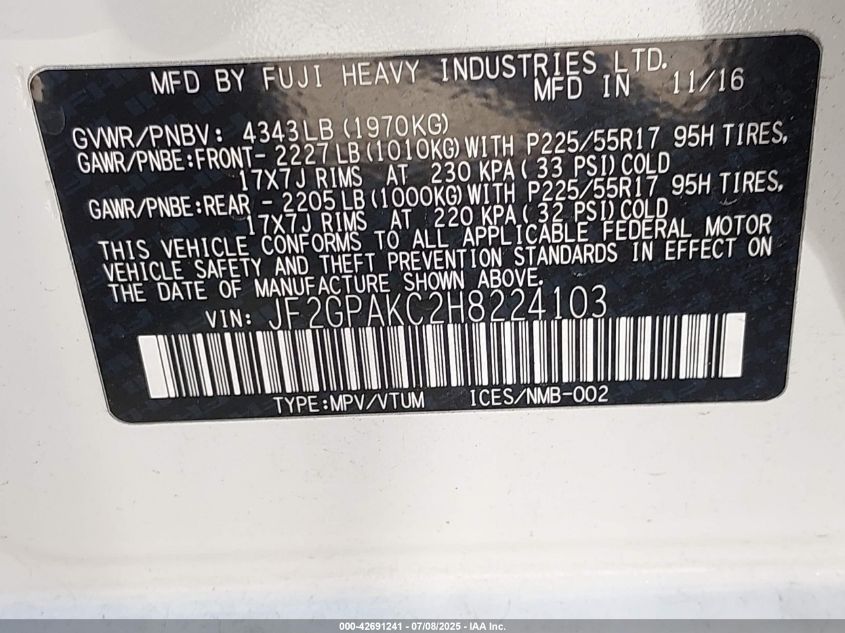 MFD BY FUJI HEAVY INDUSTRIES LTD.
MFD IN 11/16
GVWR/PNBV: 4343LB (1970KG)
GAWR/PNBE:FRONT- 2227 LB (1010KG) WITH P225/55R17 95H TIRES,
17X7J RIMS AT 230 KPA ( 33 PSI) COLD
GAWR/PNBE:REAR - 2205 LB (1000KG) WITH P225/55R17 95H TIRES,
17X7J RIMS AT 220 KPA ( 32 PSI) COLD
THIS VEHICLE CONFORMS TO ALL APPLICABLE FEDERAL MOTOR
VEHICLE SAFETY AND THEFT PREVENTION STANDARDS IN EFFECT ON
THE DATE OF MANUFACTURE SHOWN ABOVE.
VIN: JF2GPAKC2H8224103
TYPE:MPV/VTUM ICES/NMB-002
000-42691241 - 07/08/2025 - IAA Inc.